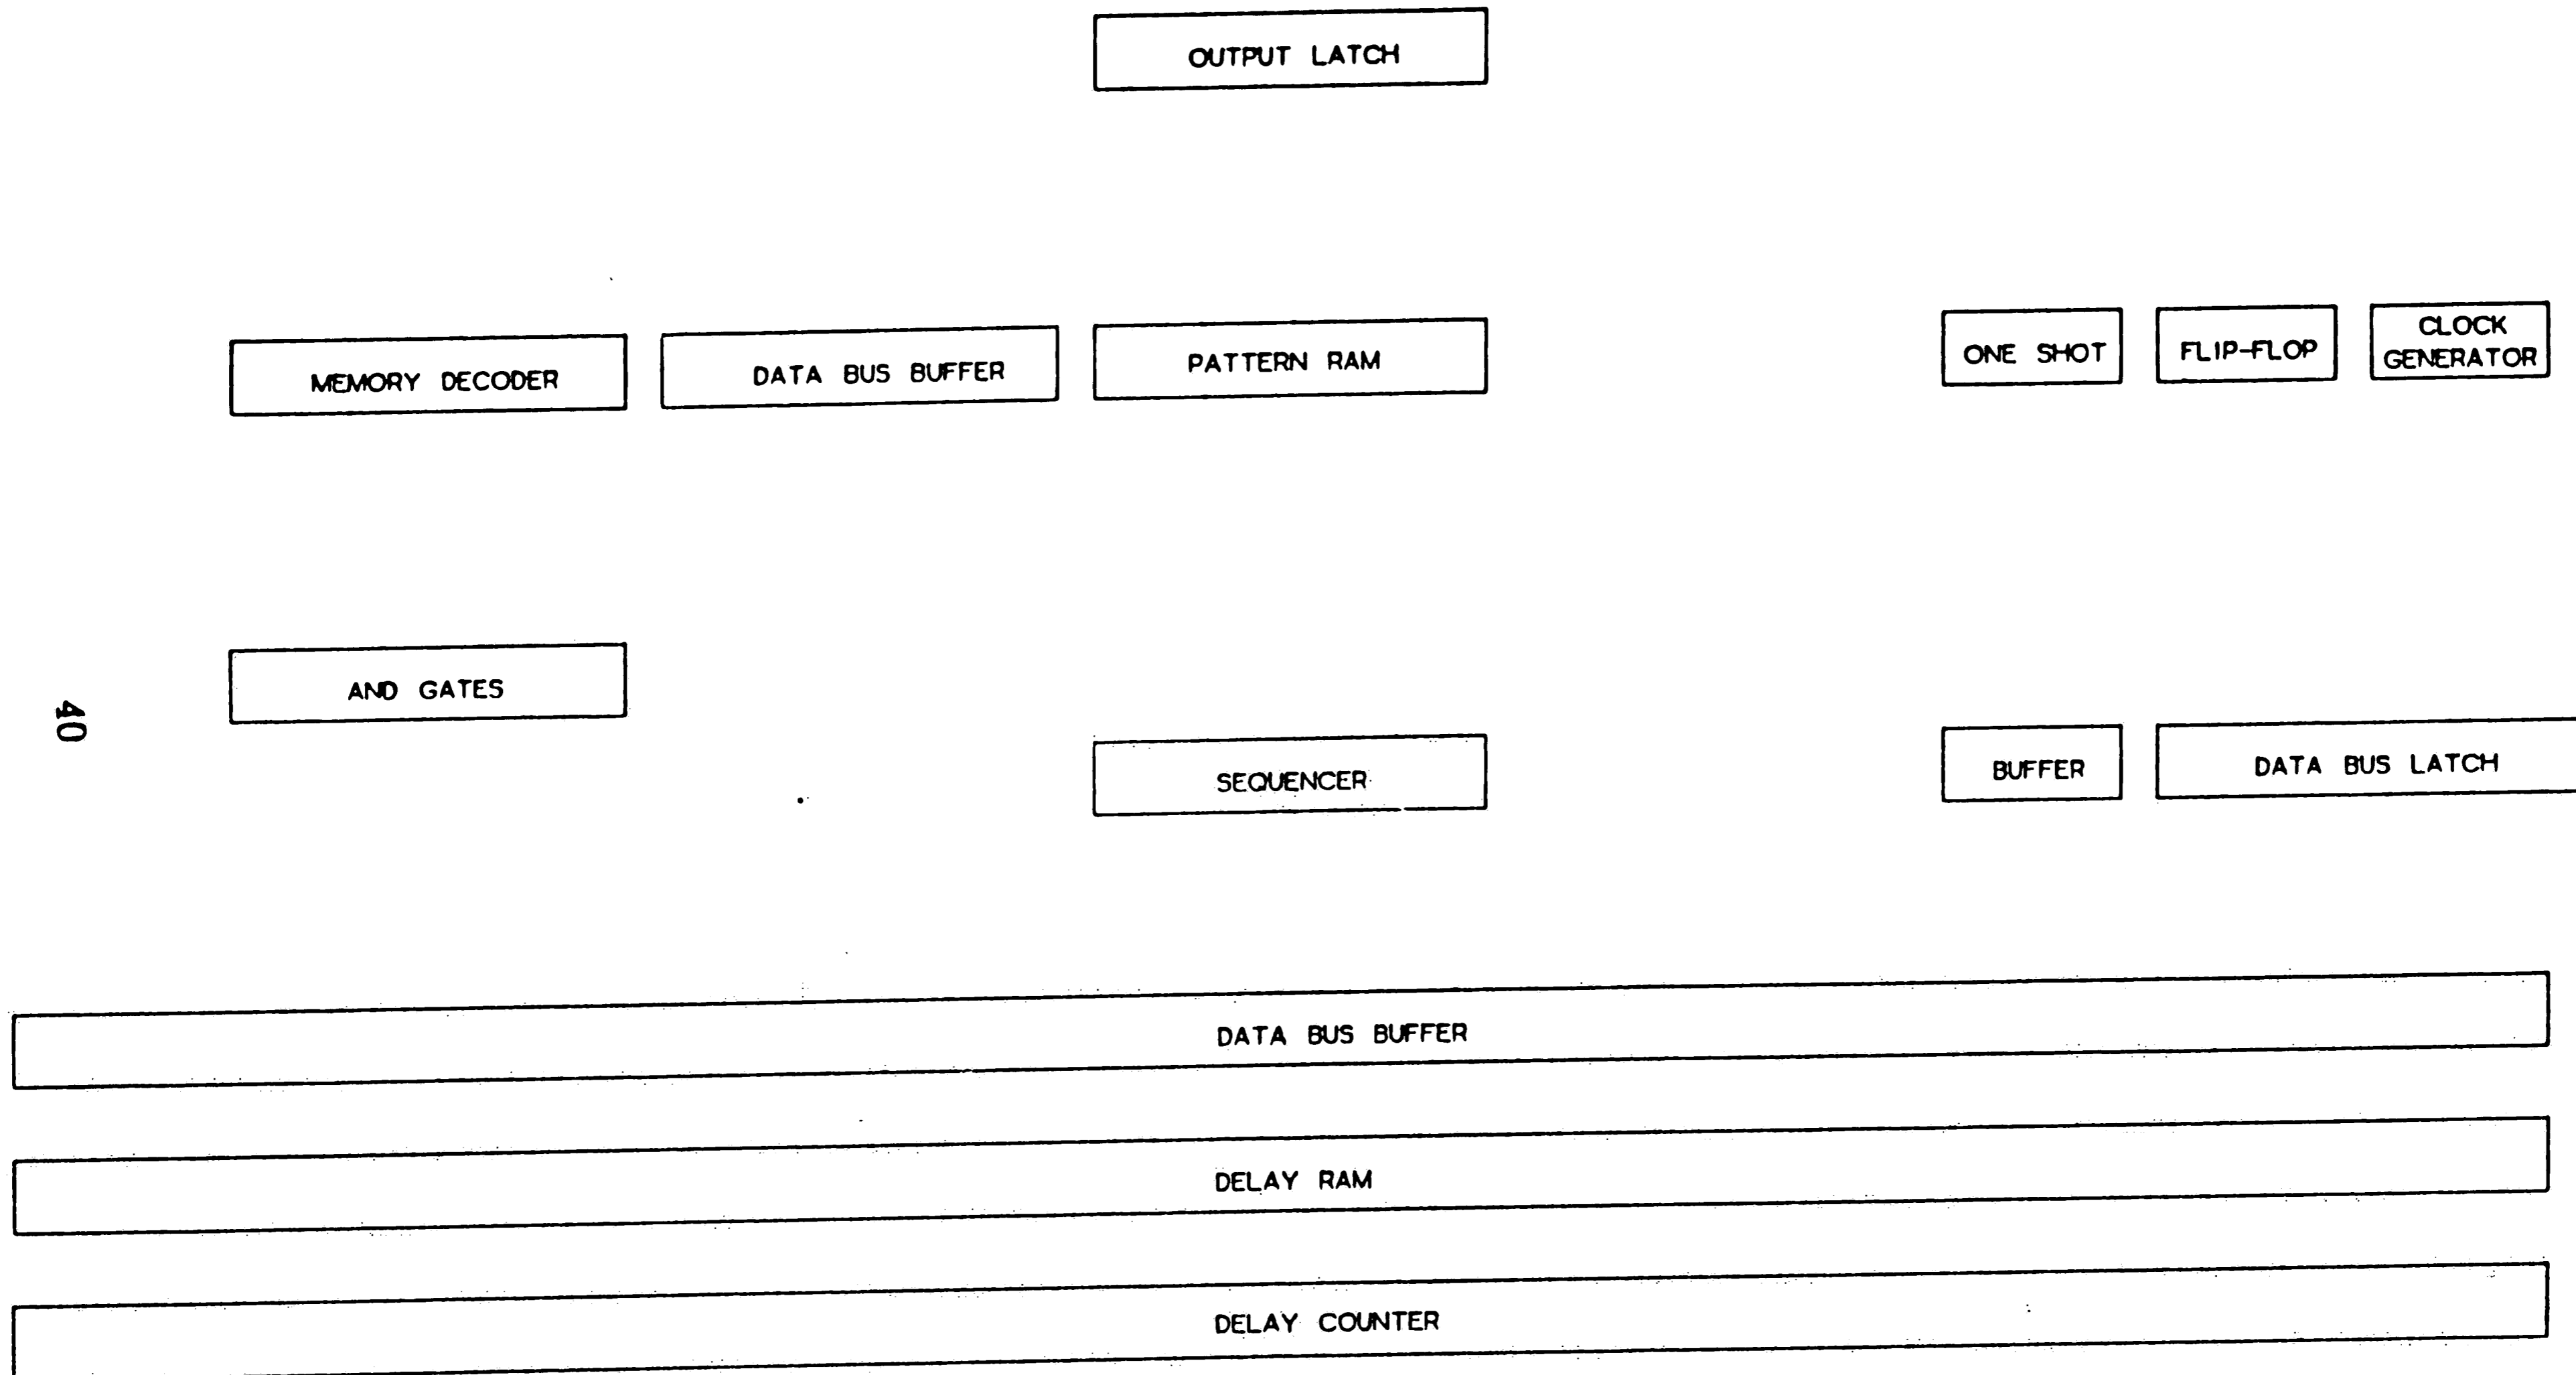 OUTPUT LATCH
MEMORY DECODER
DATA BUS BUFFER
PATTERN RAM
ONE SHOT
FLIP-FLOP
CLOCK
GENERATOR
AND GATES
40
SEQUENCER
BUFFER
DATA BUS LATCH
DATA BUS BUFFER
DELAY RAM
DELAY COUNTER